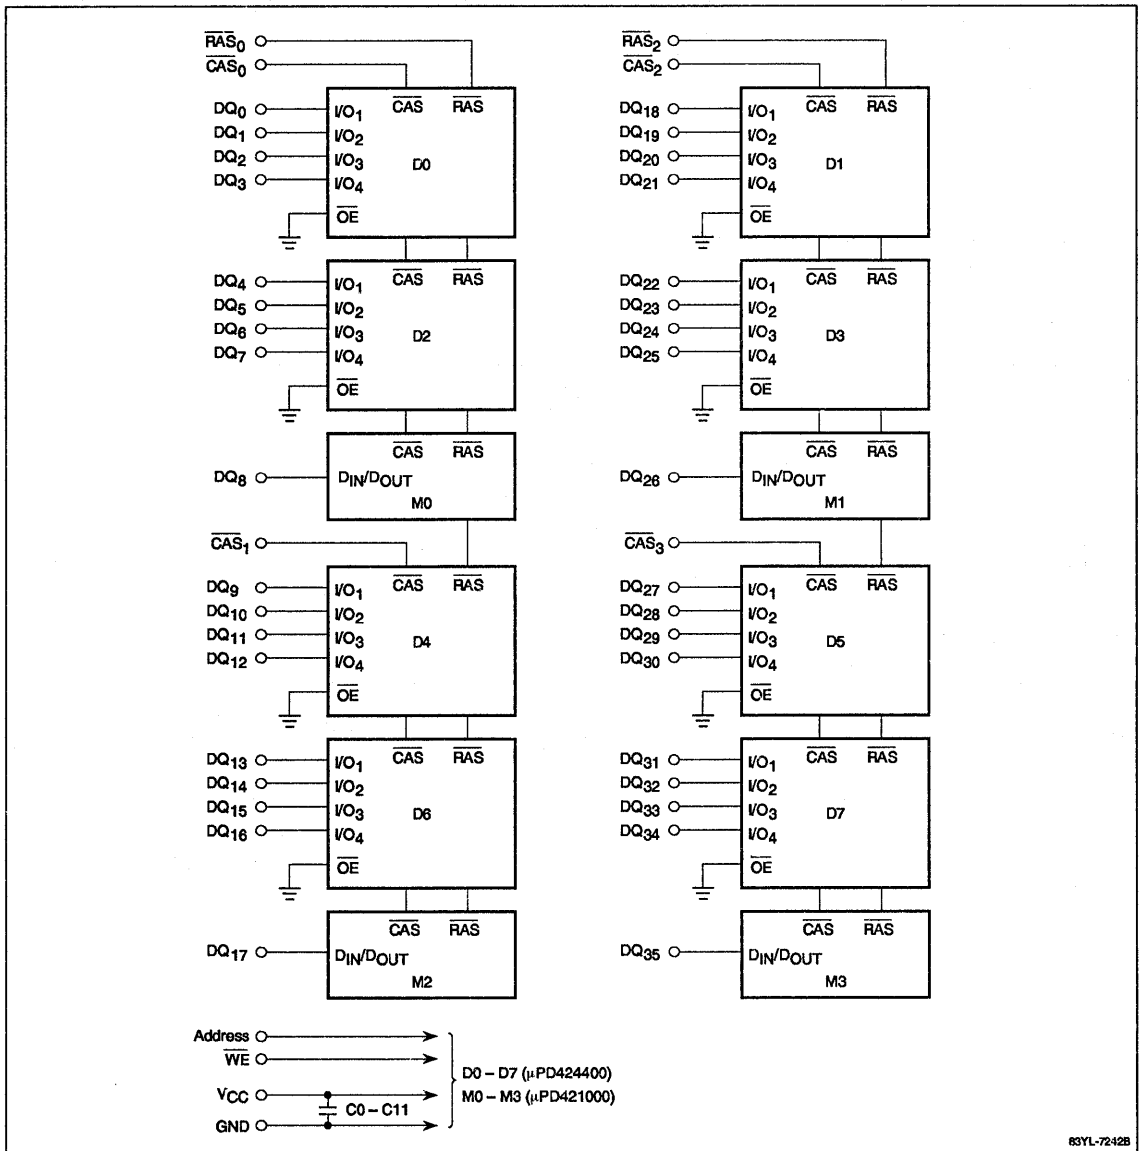 RAS0
CAS0
DQ0 I/O1 CAS RAS
DQ1 I/O2
DQ2 I/O3 D0
DQ3 I/O4
OE
DQ4 I/O1 CAS RAS
DQ5 I/O2
DQ6 I/O3 D2
DQ7 I/O4
OE
CAS RAS
DQ8 DIN/DOUT
M0
CAS1
DQ9 I/O1 CAS RAS
DQ10 I/O2
DQ11 I/O3 D4
DQ12 I/O4
OE
DQ13 I/O1 CAS RAS
DQ14 I/O2
DQ15 I/O3 D6
DQ16 I/O4
OE
CAS RAS
DQ17 DIN/DOUT
M2
RAS2
CAS2
DQ18 I/O1 CAS RAS
DQ19 I/O2
DQ20 I/O3 D1
DQ21 I/O4
OE
DQ22 I/O1 CAS RAS
DQ23 I/O2
DQ24 I/O3 D3
DQ25 I/O4
OE
CAS RAS
DQ26 DIN/DOUT
M1
CAS3
DQ27 I/O1 CAS RAS
DQ28 I/O2
DQ29 I/O3 D5
DQ30 I/O4
OE
DQ31 I/O1 CAS RAS
DQ32 I/O2
DQ33 I/O3 D7
DQ34 I/O4
OE
CAS RAS
DQ35 DIN/DOUT
M3
Address
WE
VCC
C0 – C11
GND
D0 – D7 (µPD424400)
M0 – M3 (µPD421000)
83YL-7242B